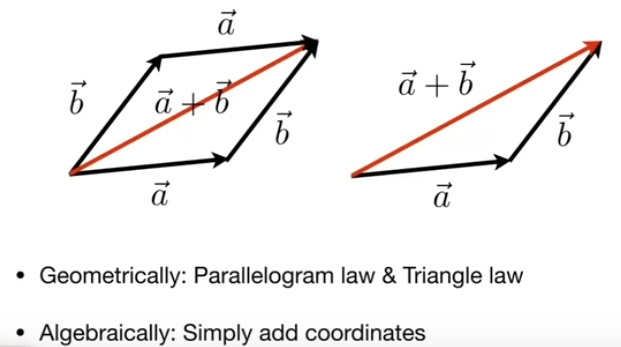 $\vec{a}$
$\vec{b}$
$\vec{a} + \vec{b}$
$\vec{b}$
$\vec{a}$
$\vec{a} + \vec{b}$
$\vec{b}$
$\vec{a}$
• Geometrically: Parallelogram law & Triangle law
• Algebraically: Simply add coordinates